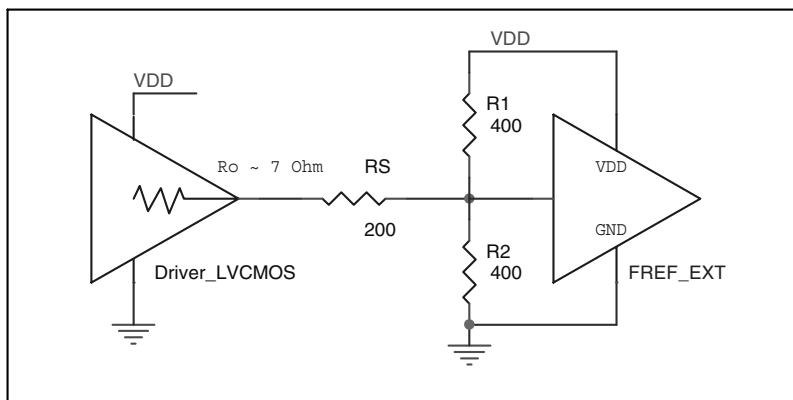 VDD
VDD
R1
400
Ro ~ 7 Ohm
RS
VDD
200
GND
R2
400
Driver_LVCMOS
FREF_EXT